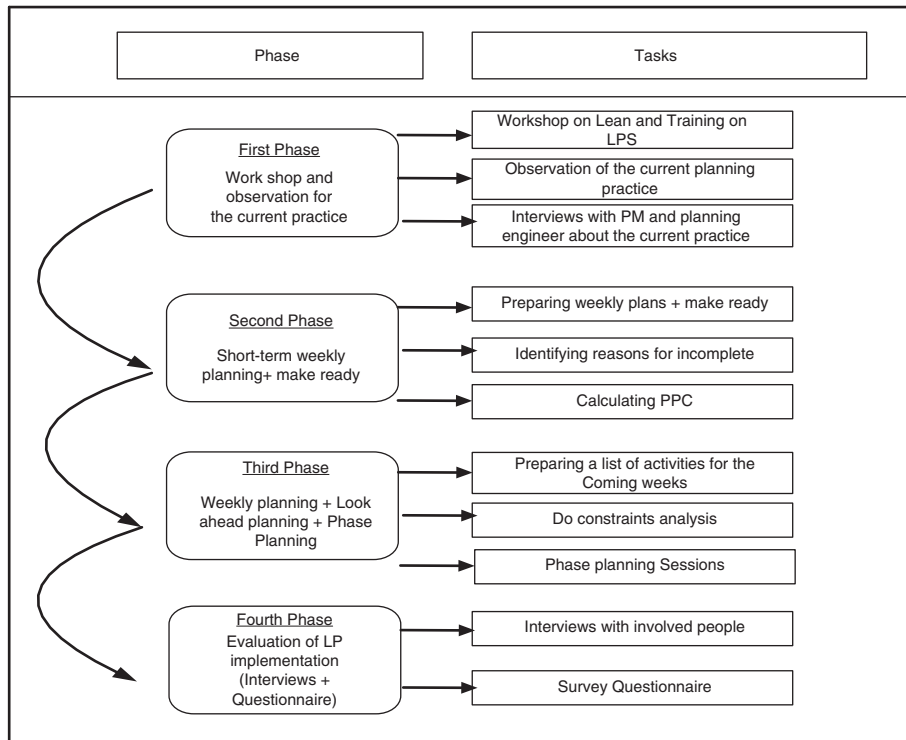 Phase
Tasks
First Phase
Work shop and
observation for
the current practice
Workshop on Lean and Training on
LPS
Observation of the current planning
practice
Interviews with PM and planning
engineer about the current practice
Second Phase
Short-term weekly
planning+ make ready
Preparing weekly plans + make ready
Identifying reasons for incomplete
Calculating PPC
Third Phase
Weekly planning + Look
ahead planning + Phase
Planning
Preparing a list of activities for the
Coming weeks
Do constraints analysis
Phase planning Sessions
Fourth Phase
Evaluation of LP
implementation
(Interviews +
Questionnaire)
Interviews with involved people
Survey Questionnaire